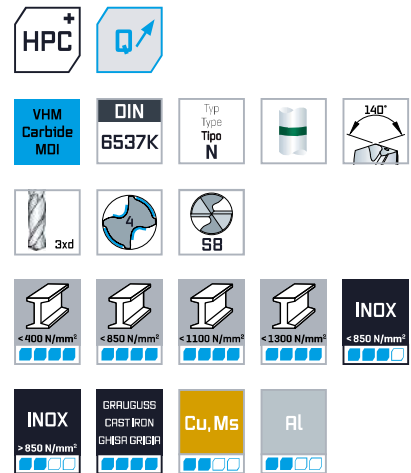 HPC+
Q
VHM
Carbide
MDI
DIN
6537K
Typ
Type
Tipo
N
140°
3xd
4
S8
<400 N/mm²
<850 N/mm²
<1100 N/mm²
<1300 N/mm²
INOX
<850 N/mm²
INOX
>850 N/mm²
GRAUGUSS
CAST IRON
GHISA GRIGIA
Cu, Ms
Al